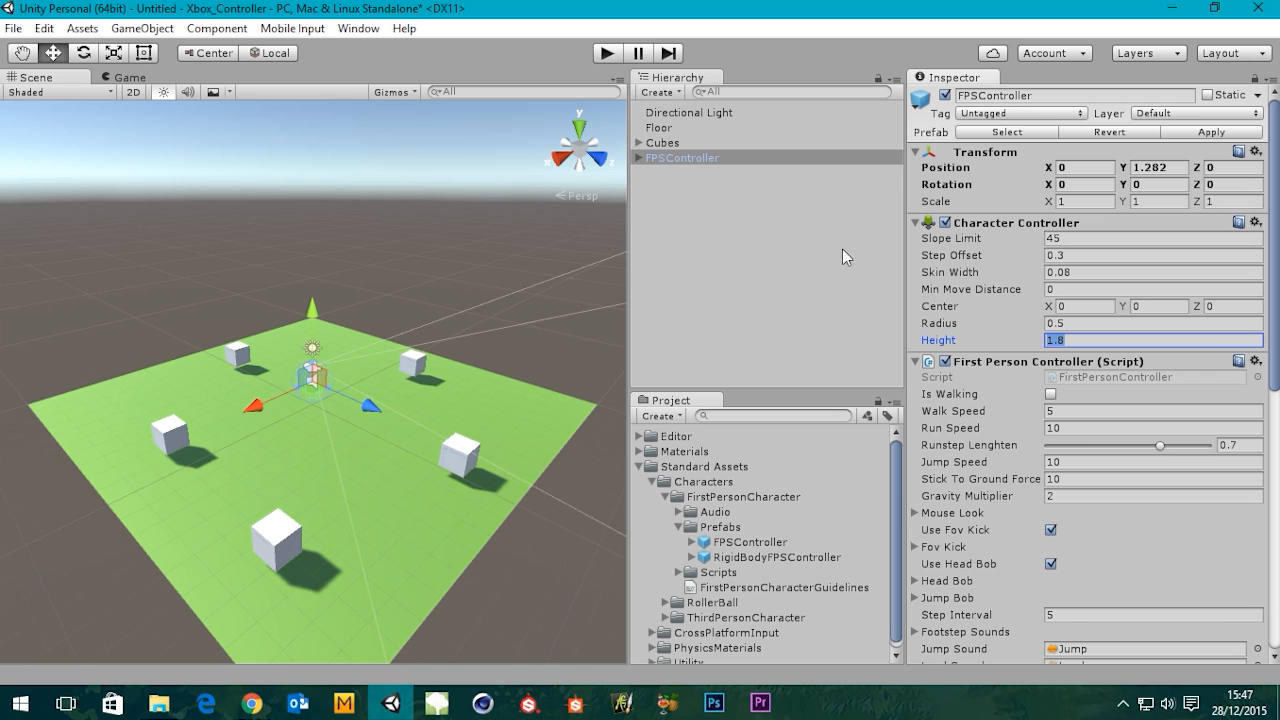 Unity Personal (64bit) - Untitled - Xbox_Controller - PC, Mac & Linux Standalone* <DX11>
File Edit Assets GameObject Component Mobile Input Window Help
Center Local Account Layers Layout
Scene Game
Shaded 2D Gizmos All
y x z
Persp
Hierarchy
Create All
Directional Light
Floor
Cubes
FPSController
Project
Create
Editor
Materials
Standard Assets
Characters
FirstPersonCharacter
Audio
Prefabs
FPSController
RigidBodyFPSController
Scripts
FirstPersonCharacterGuidelines
RollerBall
ThirdPersonCharacter
CrossPlatformInput
PhysicsMaterials
Utility
Inspector
FPSController Static
Tag Untagged Layer Default
Prefab Select Revert Apply
Transform
Position X 0 Y 1.282 Z 0
Rotation X 0 Y 0 Z 0
Scale X 1 Y 1 Z 1
Character Controller
Slope Limit 45
Step Offset 0.3
Skin Width 0.08
Min Move Distance 0
Center X 0 Y 0 Z 0
Radius 0.5
Height 1.8
First Person Controller (Script)
Script FirstPersonController
Is Walking
Walk Speed 5
Run Speed 10
Runstep Lenghten 0.7
Jump Speed 10
Stick To Ground Force 10
Gravity Multiplier 2
Mouse Look
Use Fov Kick
Fov Kick
Use Head Bob
Head Bob
Jump Bob
Step Interval 5
Footstep Sounds
Jump Sound Jump
15:47
28/12/2015